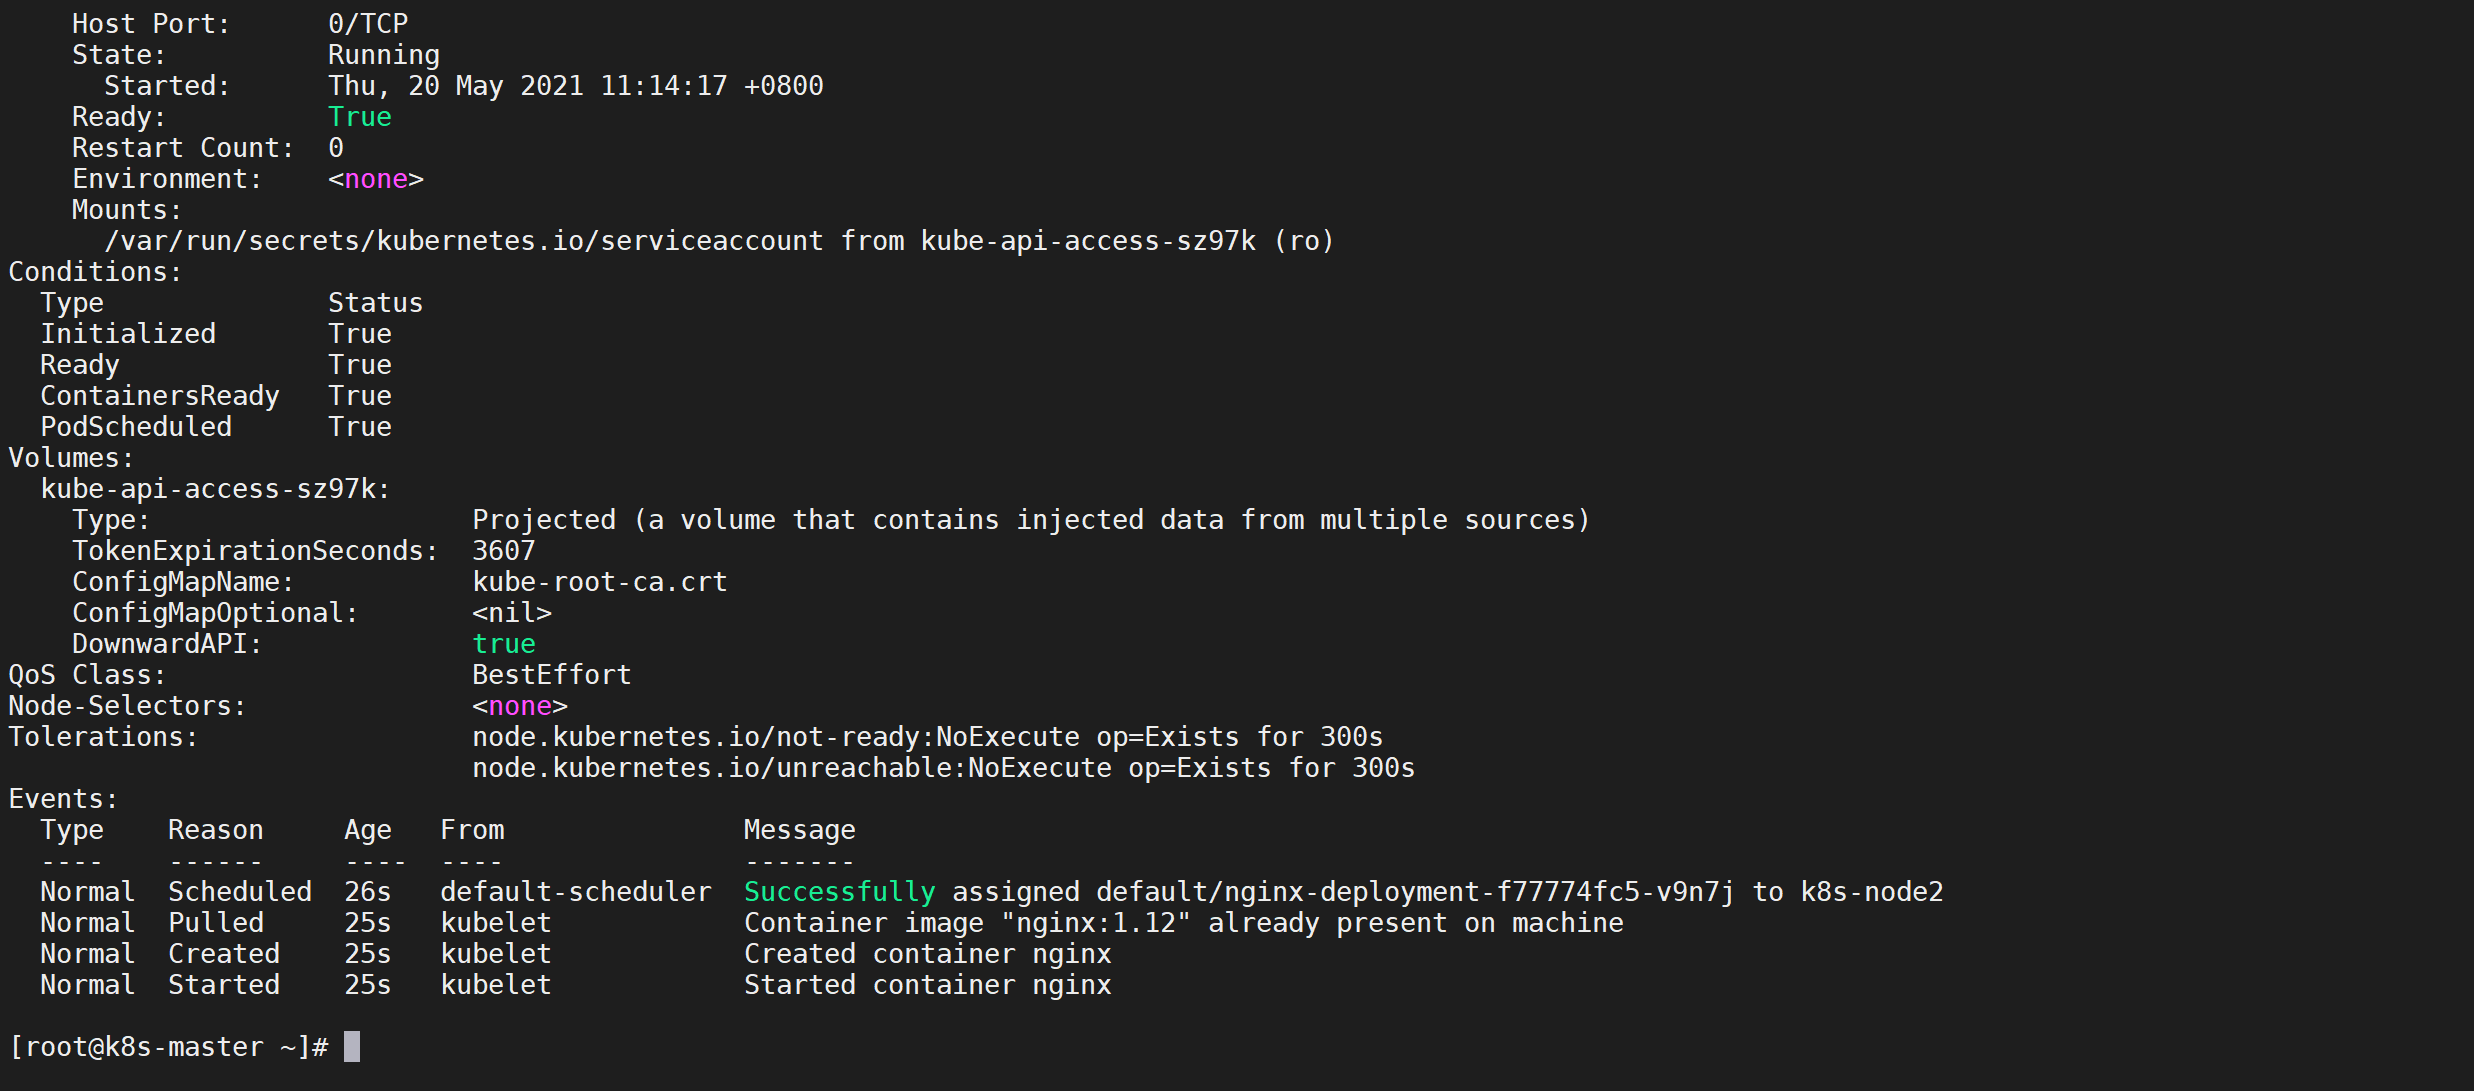 Host Port:      0/TCP
    State:          Running
      Started:      Thu, 20 May 2021 11:14:17 +0800
    Ready:          True
    Restart Count:  0
    Environment:    <none>
    Mounts:
      /var/run/secrets/kubernetes.io/serviceaccount from kube-api-access-sz97k (ro)
Conditions:
  Type              Status
  Initialized       True
  Ready             True
  ContainersReady   True
  PodScheduled      True
Volumes:
  kube-api-access-sz97k:
    Type:                    Projected (a volume that contains injected data from multiple sources)
    TokenExpirationSeconds:  3607
    ConfigMapName:           kube-root-ca.crt
    ConfigMapOptional:       <nil>
    DownwardAPI:             true
QoS Class:                   BestEffort
Node-Selectors:              <none>
Tolerations:                 node.kubernetes.io/not-ready:NoExecute op=Exists for 300s
                             node.kubernetes.io/unreachable:NoExecute op=Exists for 300s
Events:
  Type    Reason     Age   From               Message
  ----    ------     ----  ----               -------
  Normal  Scheduled  26s   default-scheduler  Successfully assigned default/nginx-deployment-f77774fc5-v9n7j to k8s-node2
  Normal  Pulled     25s   kubelet            Container image "nginx:1.12" already present on machine
  Normal  Created    25s   kubelet            Created container nginx
  Normal  Started    25s   kubelet            Started container nginx

[root@k8s-master ~]#